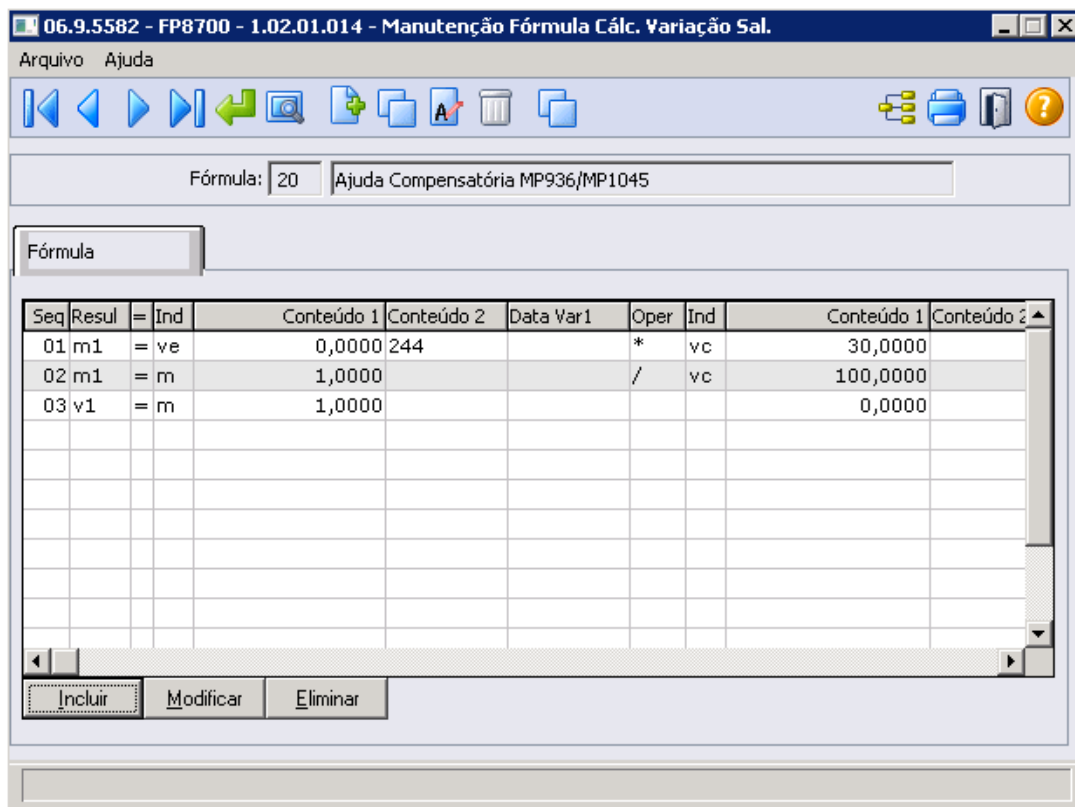 06.9.5582 - FP8700 - 1.02.01.014 - Manutenção Fórmula Cálc. Variação Sal.
Arquivo Ajuda
Fórmula: 20 Ajuda Compensatória MP936/MP1045
Fórmula
Seq Resul = Ind Conteúdo 1 Conteúdo 2 Data Var1 Oper Ind Conteúdo 1 Conteúdo 2
01 m1 = ve 0,0000 244 * vc 30,0000
02 m1 = m 1,0000 / vc 100,0000
03 v1 = m 1,0000 0,0000
Incluir Modificar Eliminar